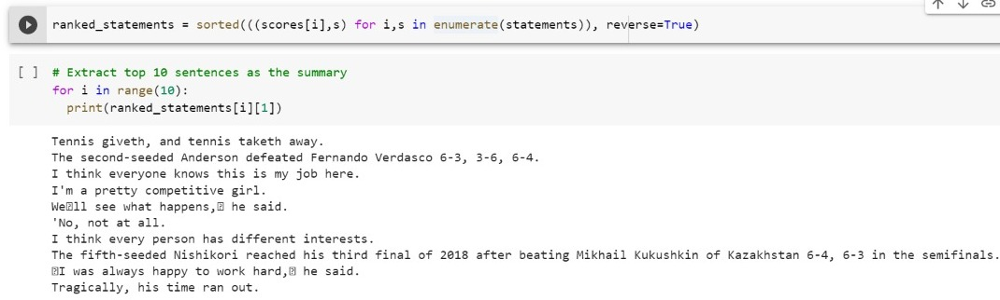 ranked_statements = sorted(((scores[i],s) for i,s in enumerate(statements)), reverse=True)
[ ] # Extract top 10 sentences as the summary
for i in range(10):
print(ranked_statements[i][1])
Tennis giveth, and tennis taketh away.
The second-seeded Anderson defeated Fernando Verdasco 6-3, 3-6, 6-4.
I think everyone knows this is my job here.
I'm a pretty competitive girl.
We�ll see what happens,� he said.
'No, not at all.
I think every person has different interests.
The fifth-seeded Nishikori reached his third final of 2018 after beating Mikhail Kukushkin of Kazakhstan 6-4, 6-3 in the semifinals.
�I was always happy to work hard,� he said.
Tragically, his time ran out.